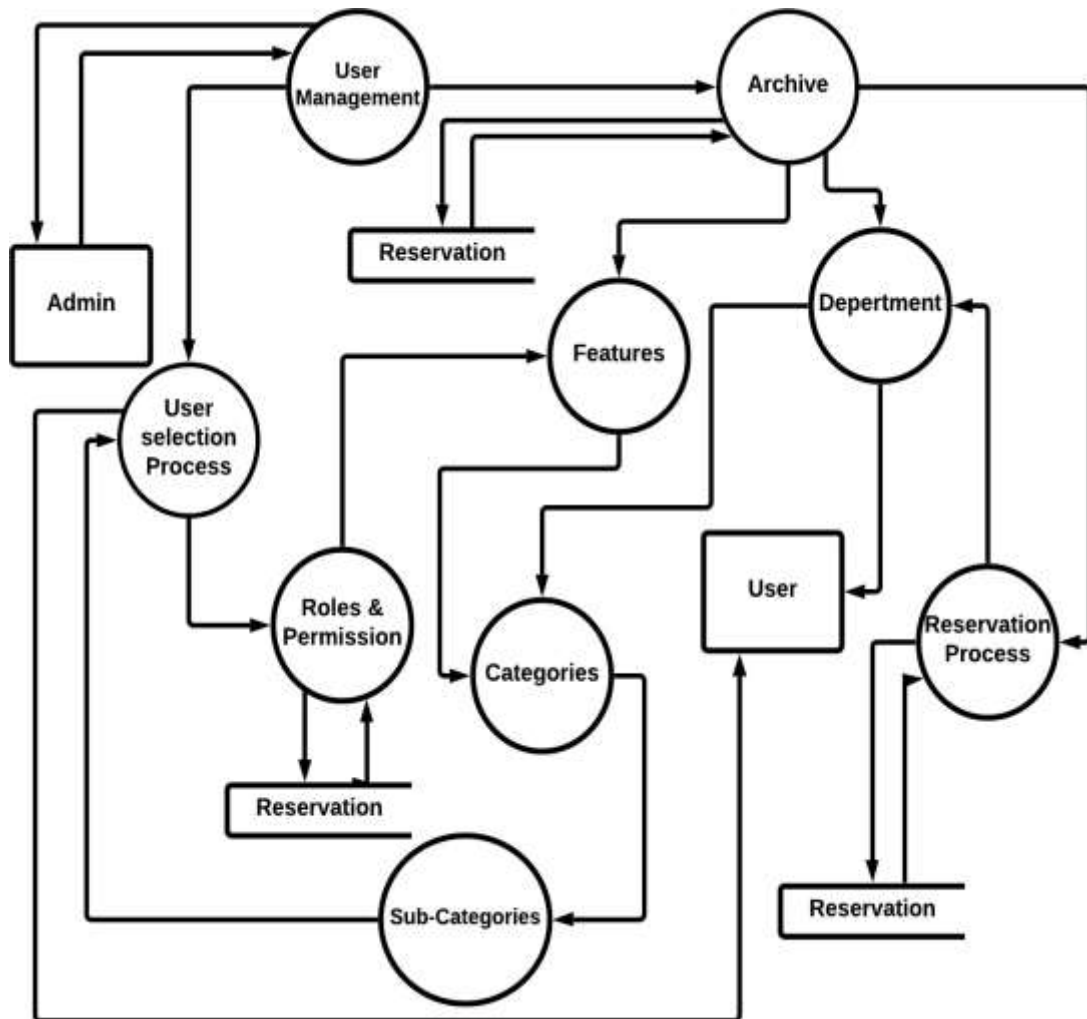 User
Management
Archive
Reservation
Admin
Depertment
Features
User
selection
Process
User
Roles &
Permission
Reservation
Process
Categories
Reservation
Sub-Categories
Reservation